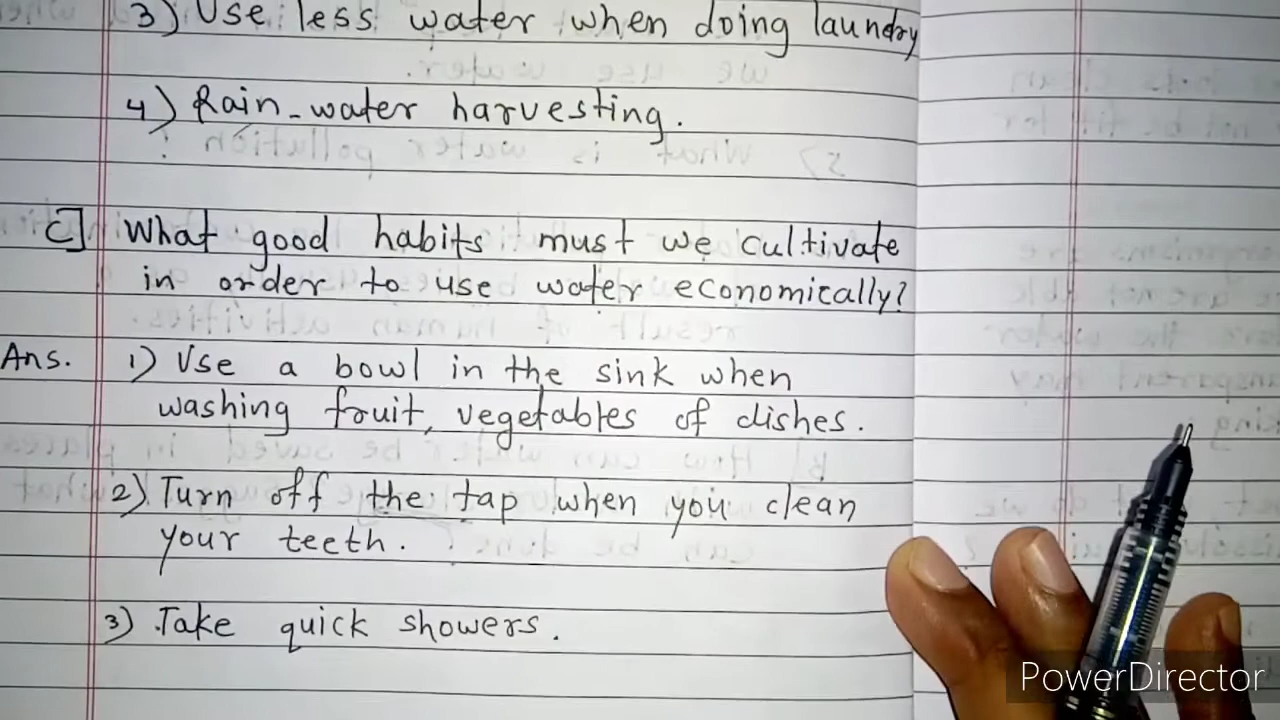 3) Use less water when doing laundry
4) Rain-water harvesting.
C] What good habits must we cultivate
in order to use water economically?
Ans. 1) Use a bowl in the sink when
washing fruit, vegetables of dishes.
2) Turn off the tap when you clean
your teeth.
3) Take quick showers.
PowerDirector